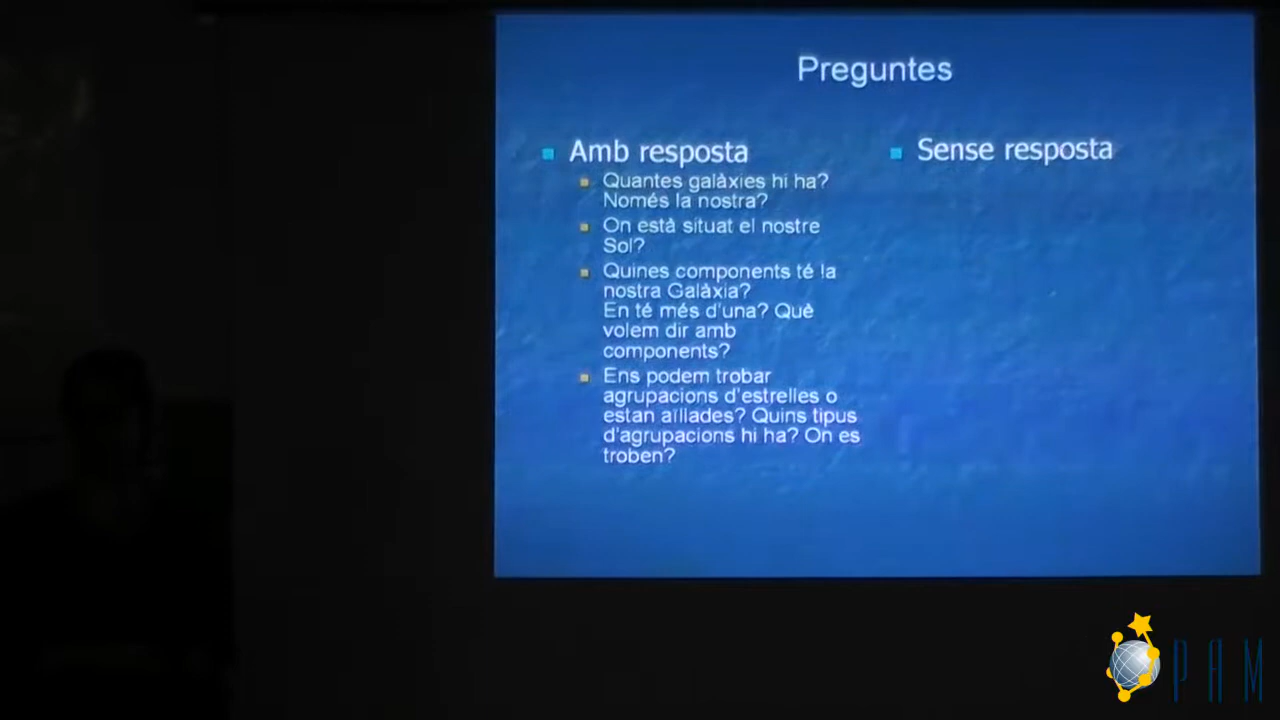 Preguntes
Amb resposta
Quantes galàxies hi ha?
Només la nostra?
On està situat el nostre
Sol?
Quines components té la
nostra Galàxia?
En té més d'una? Què
volem dir amb
components?
Ens podem trobar
agrupacions d'estrelles o
estan aïllades? Quins tipus
d'agrupacions hi ha? On es
troben?
Sense resposta
PAM